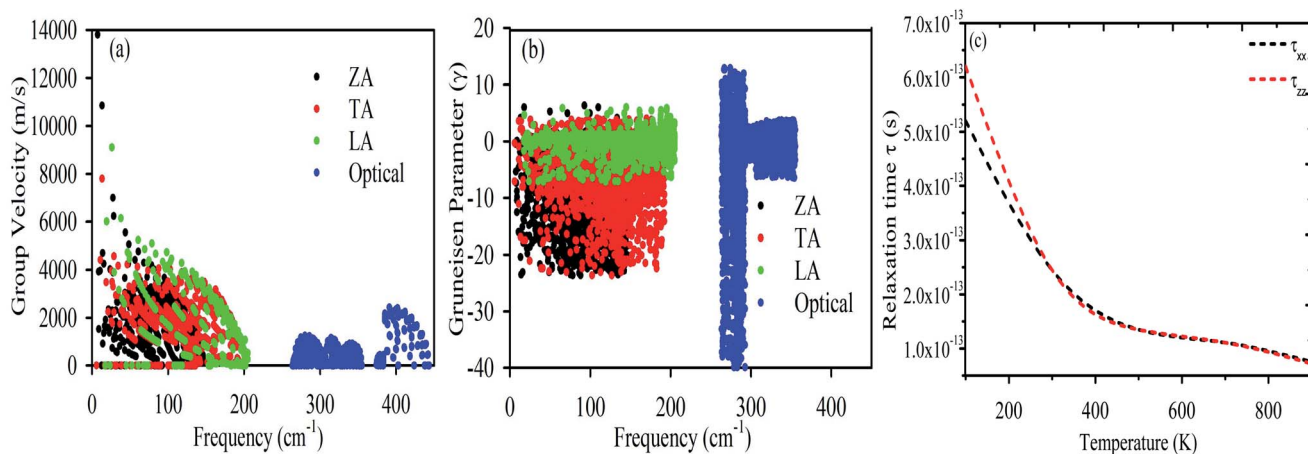 (a)
Group Velocity (m/s)
14000
12000
10000
8000
6000
4000
2000
0
ZA
TA
LA
Optical
0 100 200 300 400
Frequency (cm-1)
(b)
Gruneisen Parameter (γ)
20
10
0
-10
-20
-30
-40
ZA
TA
LA
Optical
0 100 200 300 400
Frequency (cm-1)
(c)
Relaxation time τ (s)
7.0x10-13
6.0x10-13
5.0x10-13
4.0x10-13
3.0x10-13
2.0x10-13
1.0x10-13
τxx
τzz
200 400 600 800
Temperature (K)